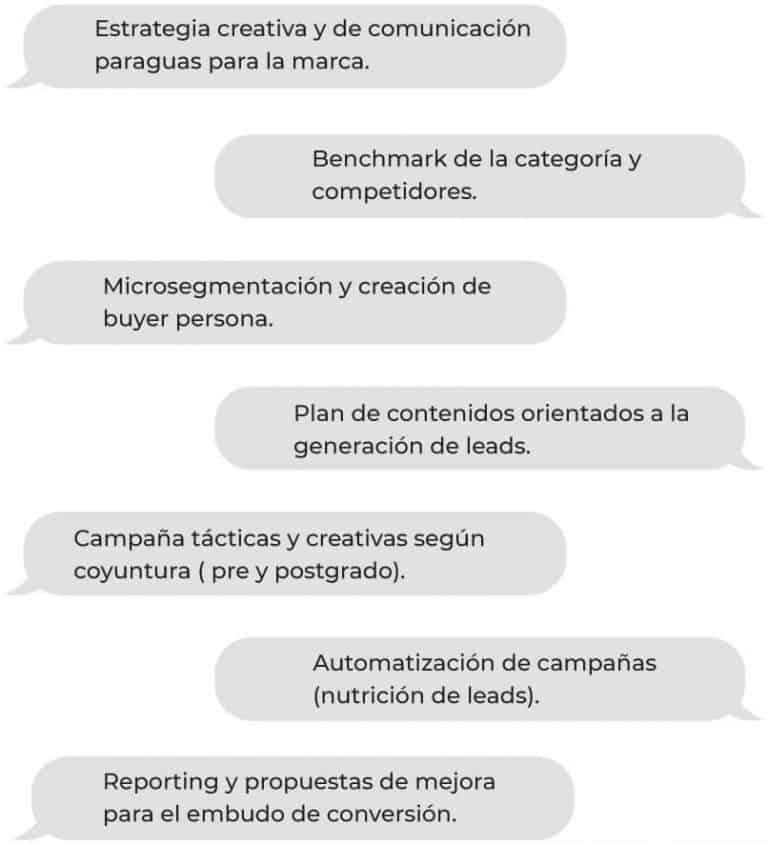 Estrategia creativa y de comunicación
paraguas para la marca.
Benchmark de la categoría y
competidores.
Microsegmentación y creación de
buyer persona.
Plan de contenidos orientados a la
generación de leads.
Campaña tácticas y creativas según
coyuntura ( pre y postgrado).
Automatización de campañas
(nutrición de leads).
Reporting y propuestas de mejora
para el embudo de conversión.